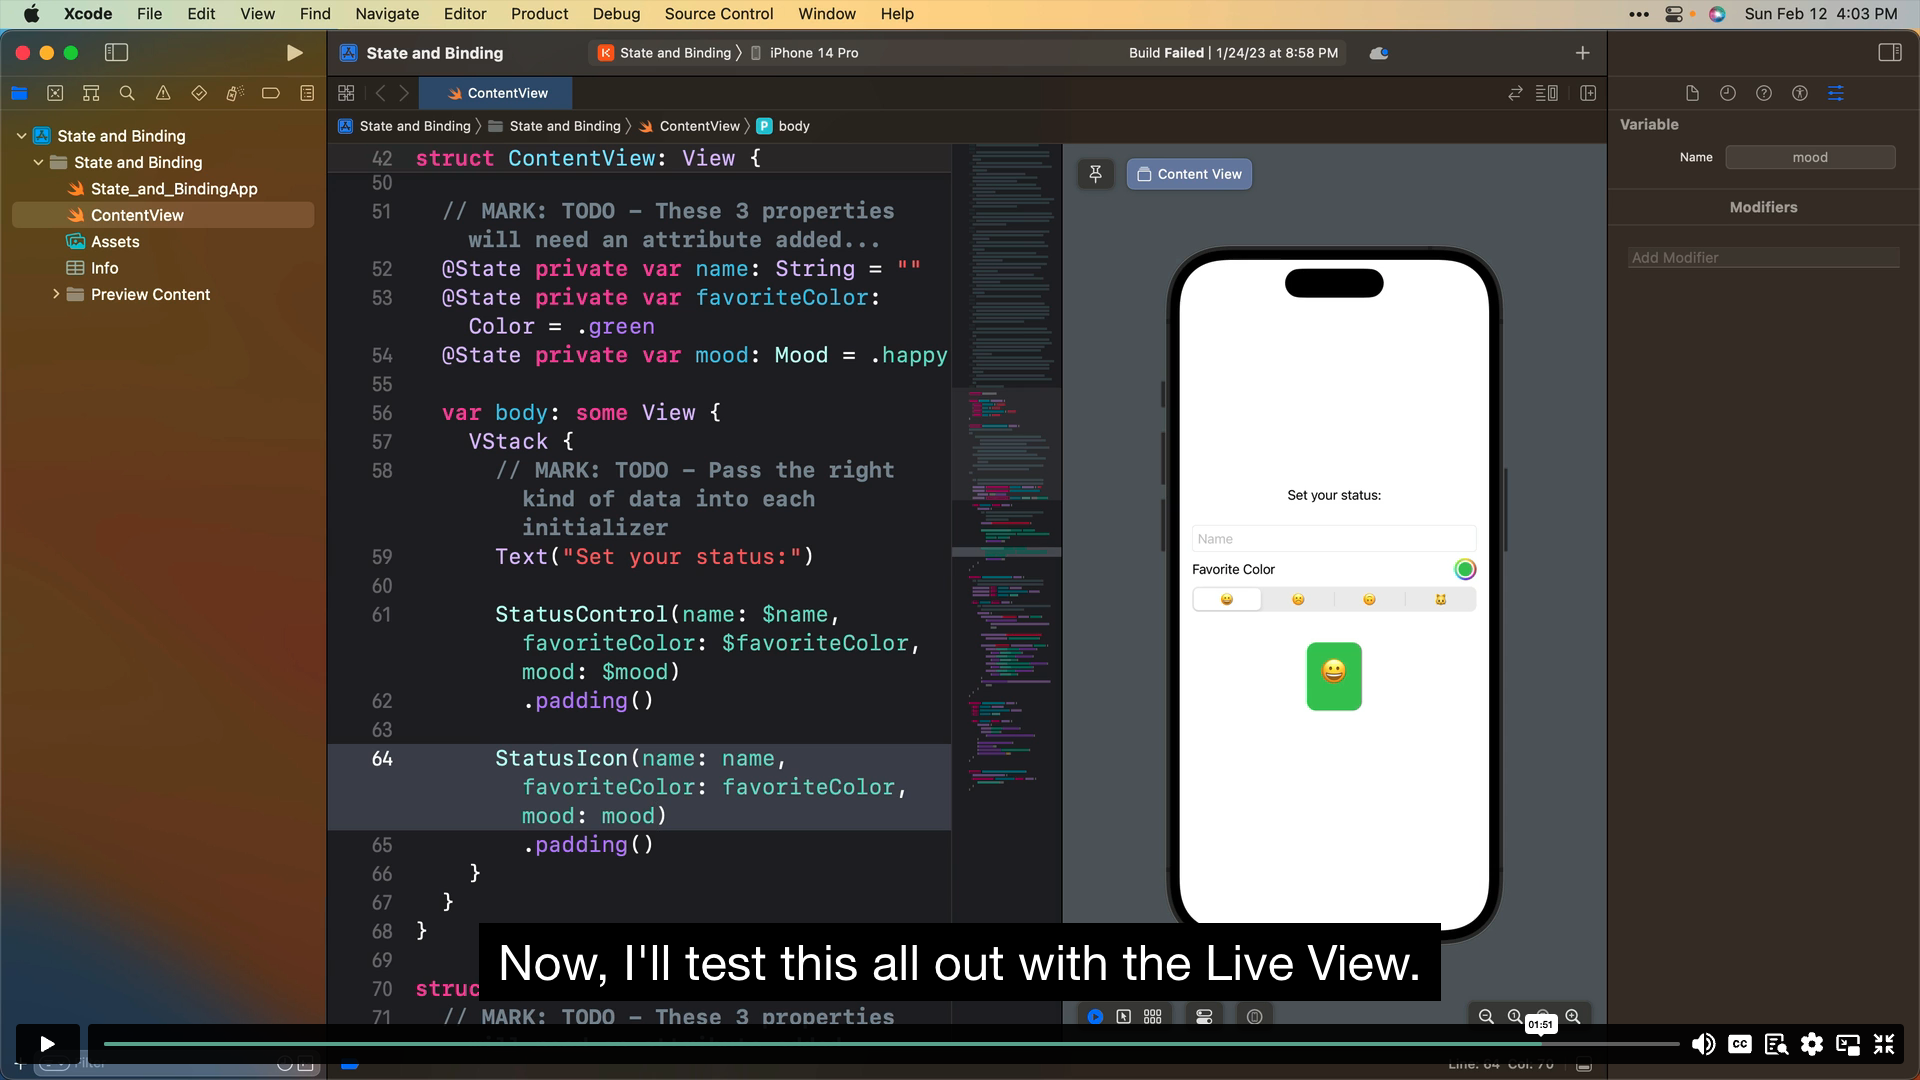 Xcode File Edit View Find Navigate Editor Product Debug Source Control Window Help
Sun Feb 12 4:03 PM
State and Binding
State and Binding 〉 iPhone 14 Pro
Build Failed | 1/24/23 at 8:58 PM
ContentView
State and Binding 〉 State and Binding 〉 ContentView 〉 P body
State and Binding
State and Binding
State_and_BindingApp
ContentView
Assets
Info
Preview Content
42 struct ContentView: View {
50
51 // MARK: TODO – These 3 properties
will need an attribute added...
52 @State private var name: String = ""
53 @State private var favoriteColor:
Color = .green
54 @State private var mood: Mood = .happy
55
56 var body: some View {
57 VStack {
58 // MARK: TODO – Pass the right
kind of data into each
initializer
59 Text("Set your status:")
60
61 StatusControl(name: $name,
favoriteColor: $favoriteColor,
mood: $mood)
62 .padding()
63
64 StatusIcon(name: name,
favoriteColor: favoriteColor,
mood: mood)
65 .padding()
66 }
67 }
68 }
69
70 struc
71 // MARK: TODO – These 3 properties
Content View
Set your status:
Name
Favorite Color
Variable
Name mood
Modifiers
Add Modifier
Now, I'll test this all out with the Live View.
01:51
CC
Filter
Line: 64 Col: 70